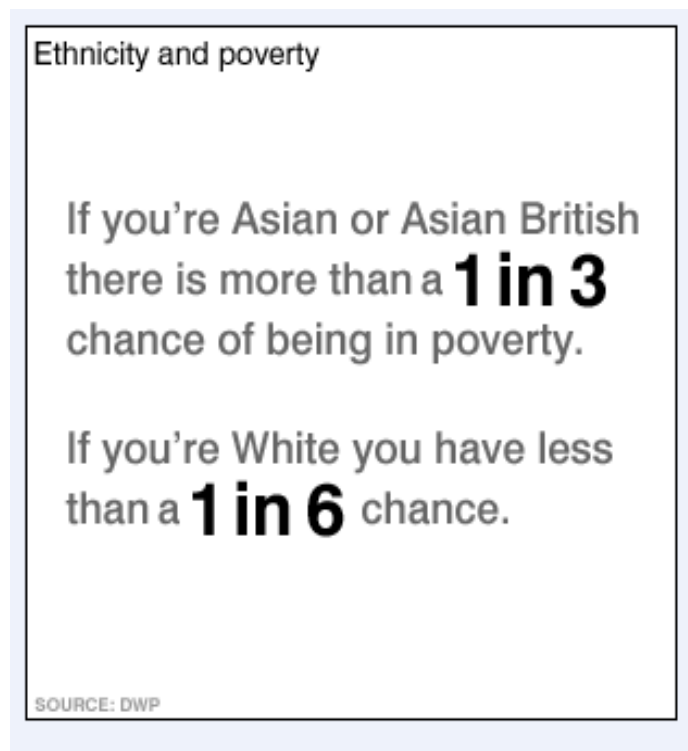 Ethnicity and poverty
If you’re Asian or Asian British
there is more than a 1 in 3
chance of being in poverty.
If you’re White you have less
than a 1 in 6 chance.
SOURCE: DWP